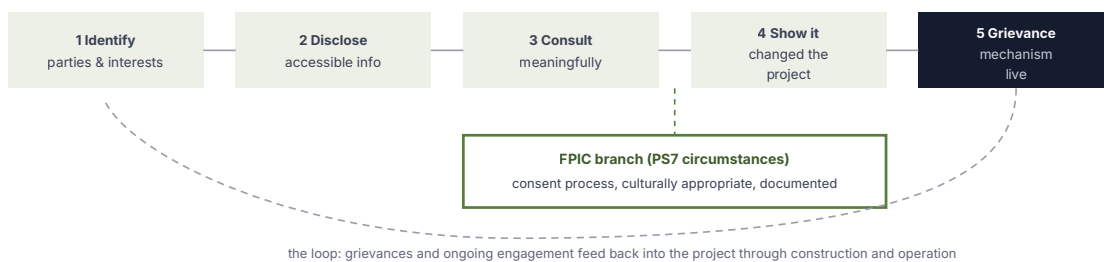 1 Identify
parties & interests
2 Disclose
accessible info
3 Consult
meaningfully
4 Show it
changed the
project
5 Grievance
mechanism
live
FPIC branch (PS7 circumstances)
consent process, culturally appropriate, documented
the loop: grievances and ongoing engagement feed back into the project through construction and operation